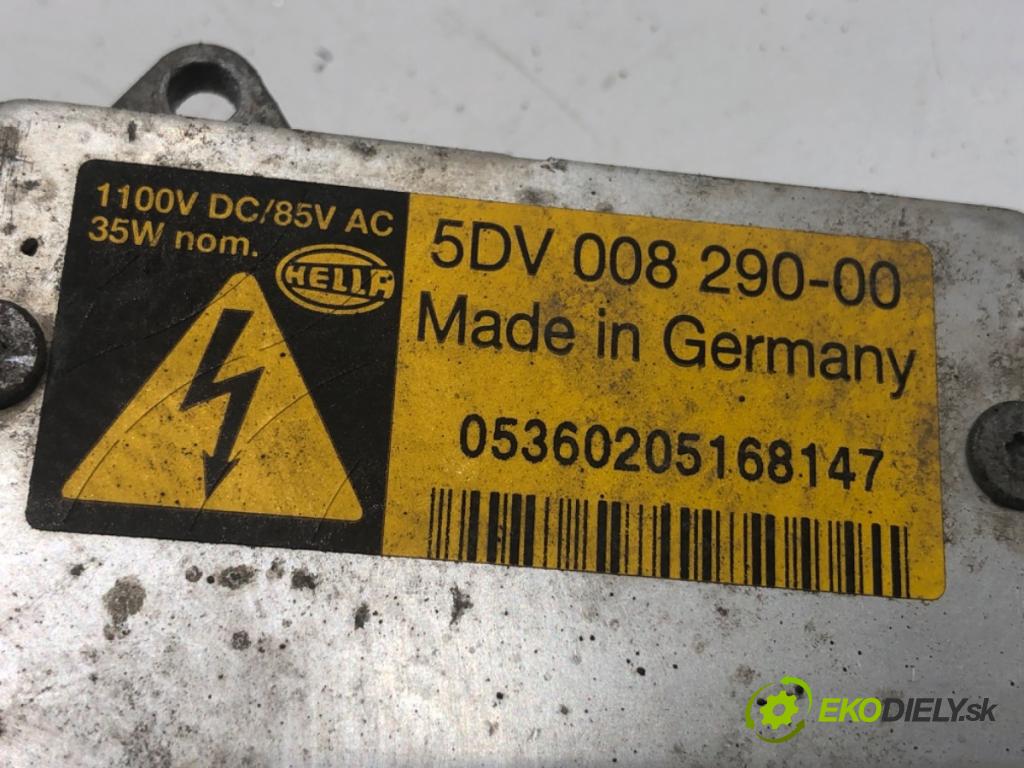 1100V DC/85V AC
35W nom.
HELLA
5DV 008 290-00
Made in Germany
05360205168147
EKODIELY.sk